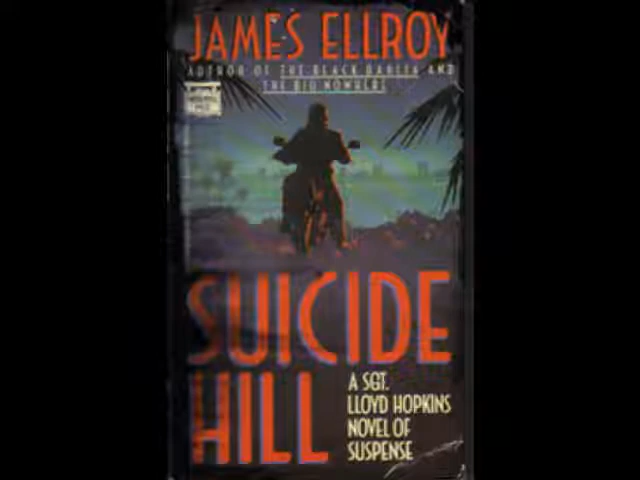 JAMES ELLROY
AUTHOR OF THE BLACK DAHLIA AND
THE BIG NOWHERE
SUICIDE
HILL
A SGT.
LLOYD HOPKINS
NOVEL OF
SUSPENSE